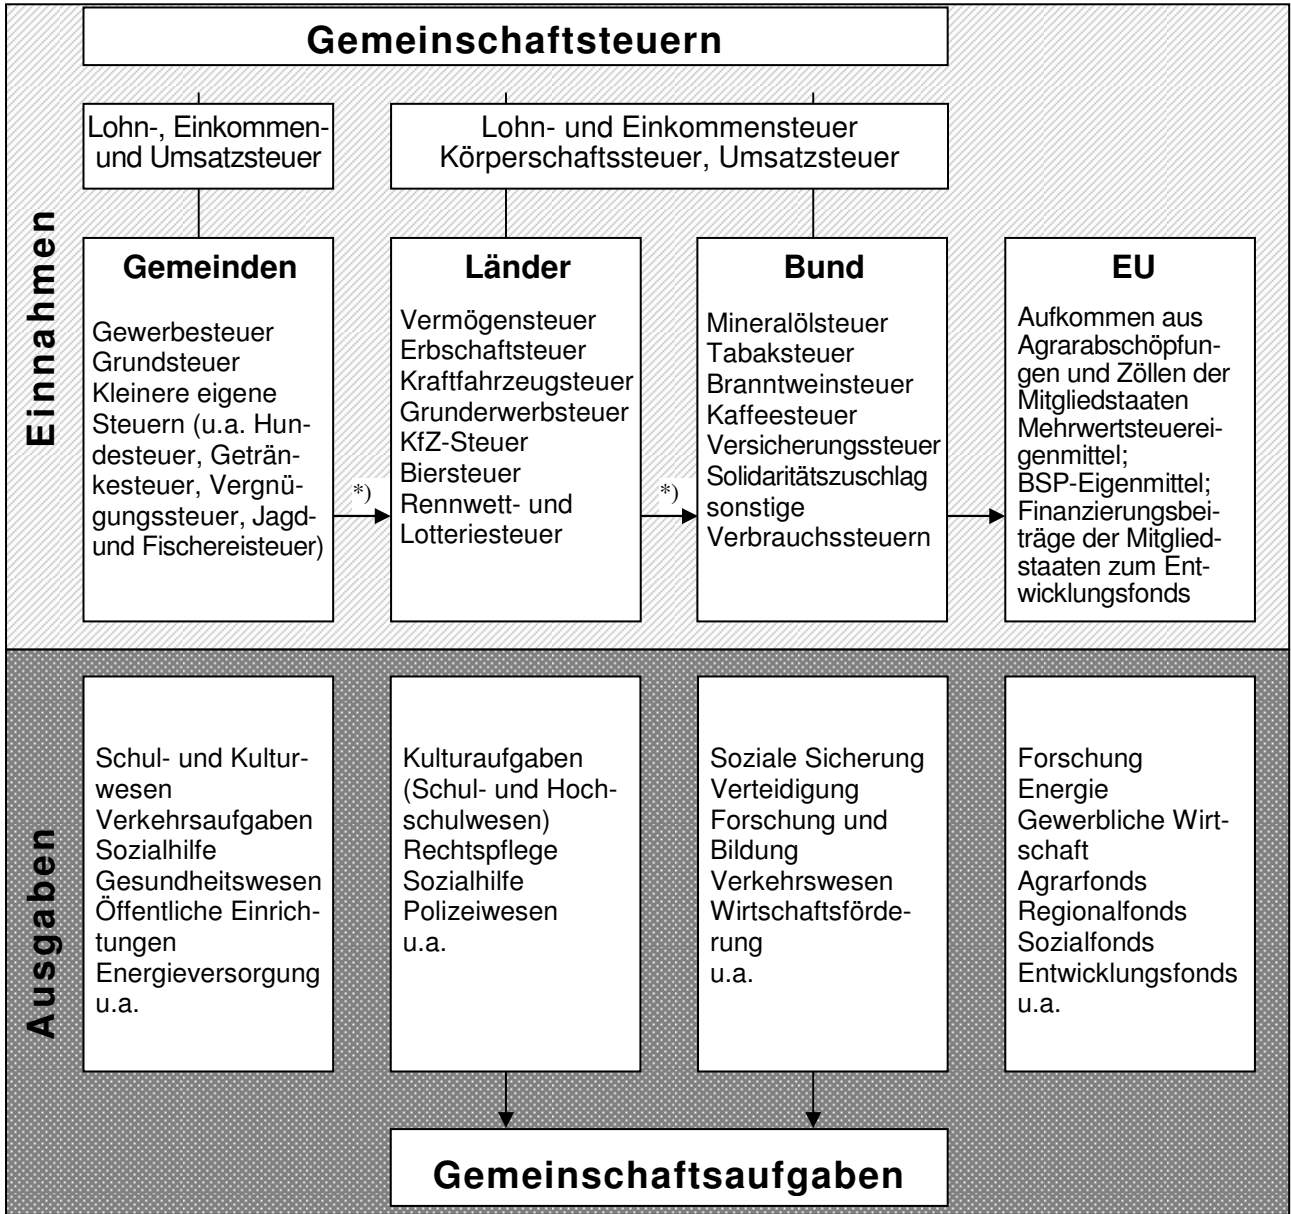 Gemeinschaftsteuern
Lohn-, Einkommen-
und Umsatzsteuer
Lohn- und Einkommensteuer
Körperschaftssteuer, Umsatzsteuer
Einnahmen
Gemeinden
Gewerbesteuer
Grundsteuer
Kleinere eigene
Steuern (u.a. Hun-
desteuer, Geträn-
kesteuer, Vergnü-
gungssteuer, Jagd-
und Fischereisteuer)
*)
Länder
Vermögensteuer
Erbschaftsteuer
Kraftfahrzeugsteuer
Grunderwerbsteuer
KfZ-Steuer
Biersteuer
Rennwett- und
Lotteriesteuer
*)
Bund
Mineralölsteuer
Tabaksteuer
Branntweinsteuer
Kaffeesteuer
Versicherungssteuer
Solidaritätszuschlag
sonstige
Verbrauchssteuern
EU
Aufkommen aus
Agrarabschöpfun-
gen und Zöllen der
Mitgliedstaaten
Mehrwertsteuerei-
genmittel;
BSP-Eigenmittel;
Finanzierungsbei-
träge der Mitglied-
staaten zum Ent-
wicklungsfonds
Ausgaben
Schul- und Kultur-
wesen
Verkehrsaufgaben
Sozialhilfe
Gesundheitswesen
Öffentliche Einrich-
tungen
Energieversorgung
u.a.
Kulturaufgaben
(Schul- und Hoch-
schulwesen)
Rechtspflege
Sozialhilfe
Polizeiwesen
u.a.
Soziale Sicherung
Verteidigung
Forschung und
Bildung
Verkehrswesen
Wirtschaftsförde-
rung
u.a.
Forschung
Energie
Gewerbliche Wirt-
schaft
Agrarfonds
Regionalfonds
Sozialfonds
Entwicklungsfonds
u.a.
Gemeinschaftsaufgaben